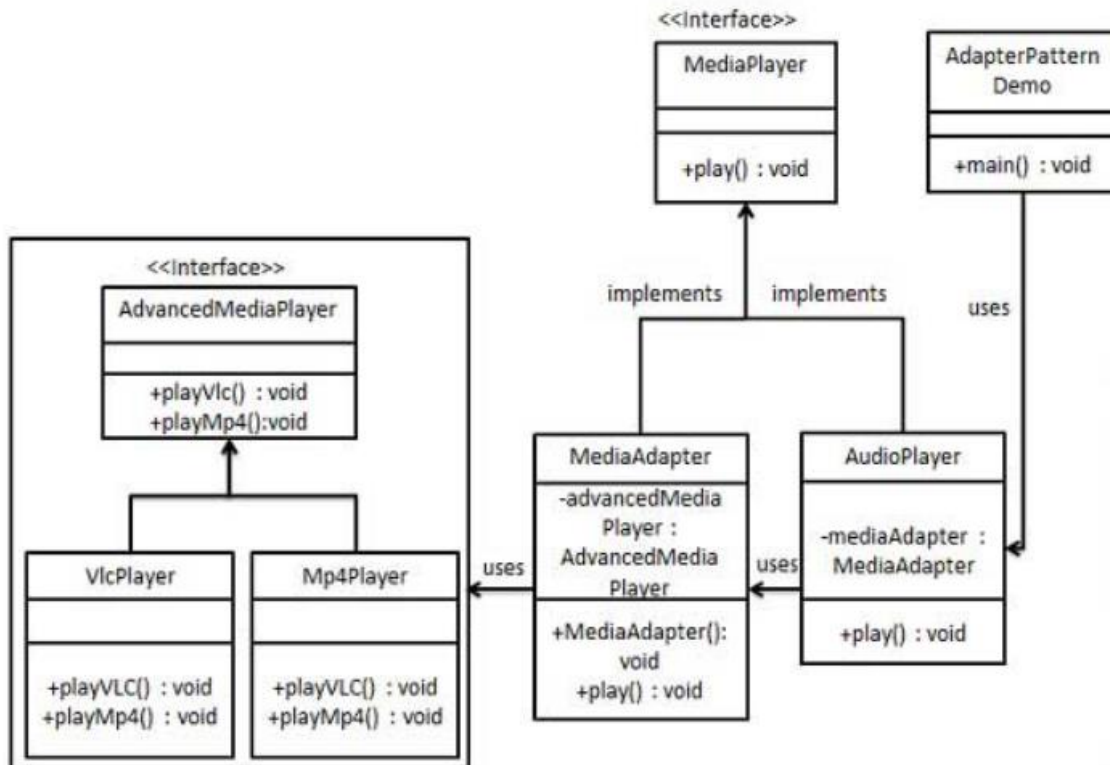 <<Interface>>
MediaPlayer
+play() : void
AdapterPattern
Demo
+main() : void
implements
implements
uses
<<Interface>>
AdvancedMediaPlayer
+playVlc() : void
+playMp4():void
VlcPlayer
+playVLC() : void
+playMp4() : void
Mp4Player
+playVLC() : void
+playMp4() : void
uses
MediaAdapter
-advancedMedia
Player :
AdvancedMedia
Player
+MediaAdapter():
void
+play() : void
uses
AudioPlayer
-mediaAdapter :
MediaAdapter
+play() : void